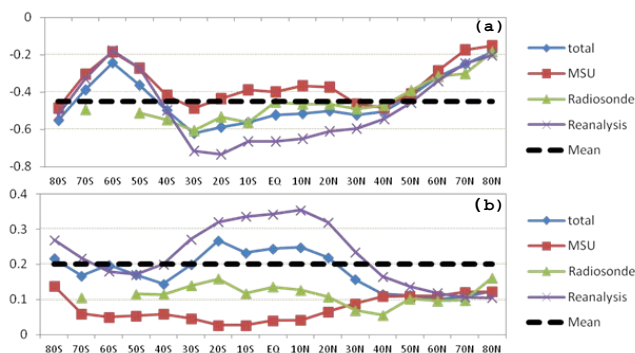 (a)
0
-0.2
-0.4
-0.6
-0.8
80S 70S 60S 50S 40S 30S 20S 10S EQ 10N 20N 30N 40N 50N 60N 70N 80N
total
MSU
Radiosonde
Reanalysis
Mean
(b)
0.4
0.3
0.2
0.1
0
80S 70S 60S 50S 40S 30S 20S 10S EQ 10N 20N 30N 40N 50N 60N 70N 80N
total
MSU
Radiosonde
Reanalysis
Mean